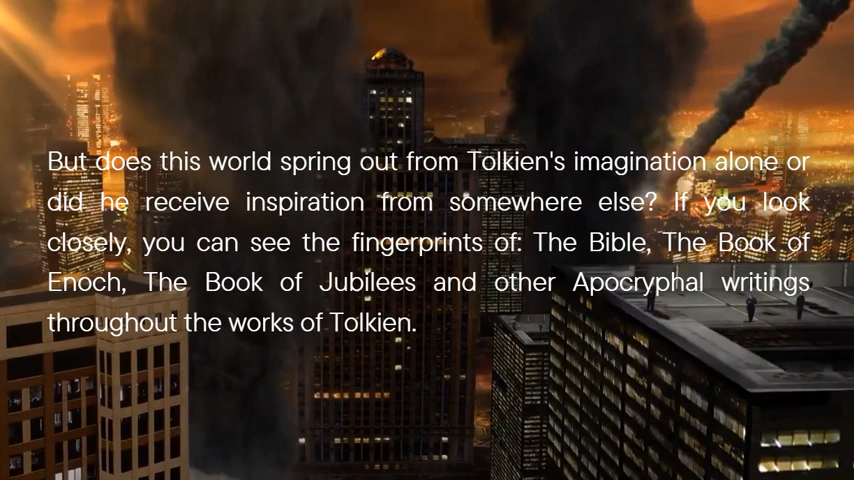 But does this world spring out from Tolkien's imagination alone or
did he receive inspiration from somewhere else? If you look
closely, you can see the fingerprints of: The Bible, The Book of
Enoch, The Book of Jubilees and other Apocryphal writings
throughout the works of Tolkien.